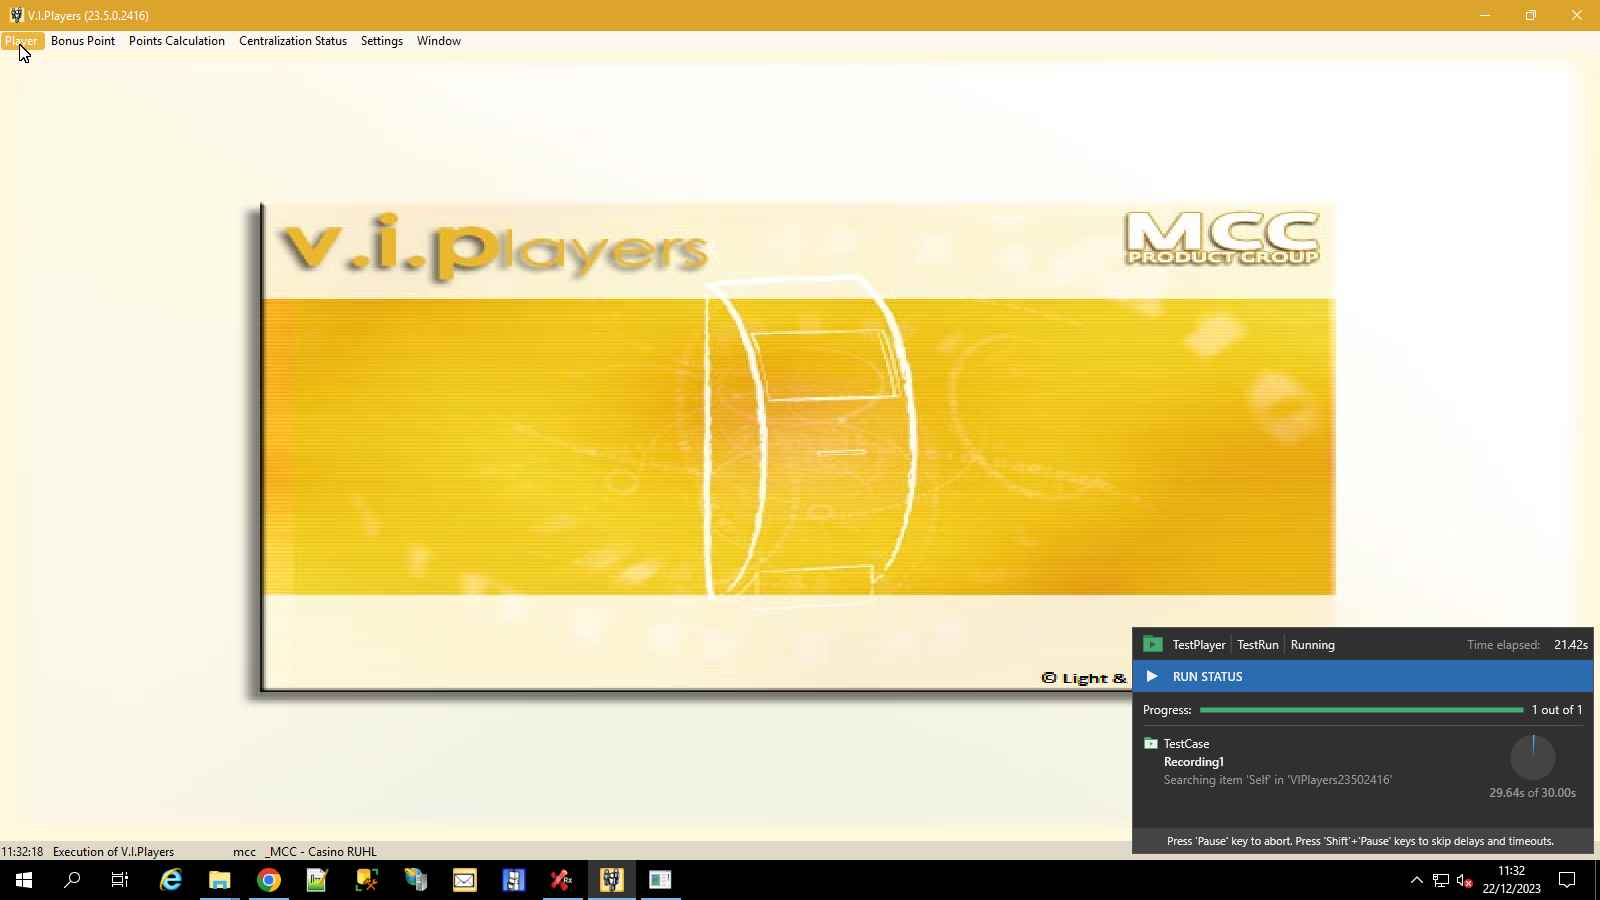 V.I.Players (23.5.0.2416)
Player Bonus Point Points Calculation Centralization Status Settings Window
v.i.players
MCC
PRODUCT GROUP
© Light &
TestPlayer TestRun Running Time elapsed: 21.42s
RUN STATUS
Progress: 1 out of 1
TestCase
Recording1
Searching item 'Self' in 'VIPlayers23502416'
29.64s of 30.00s
Press 'Pause' key to abort. Press 'Shift'+'Pause' keys to skip delays and timeouts.
11:32:18 Execution of V.I.Players mcc _MCC - Casino RUHL
Rx
11:32
22/12/2023